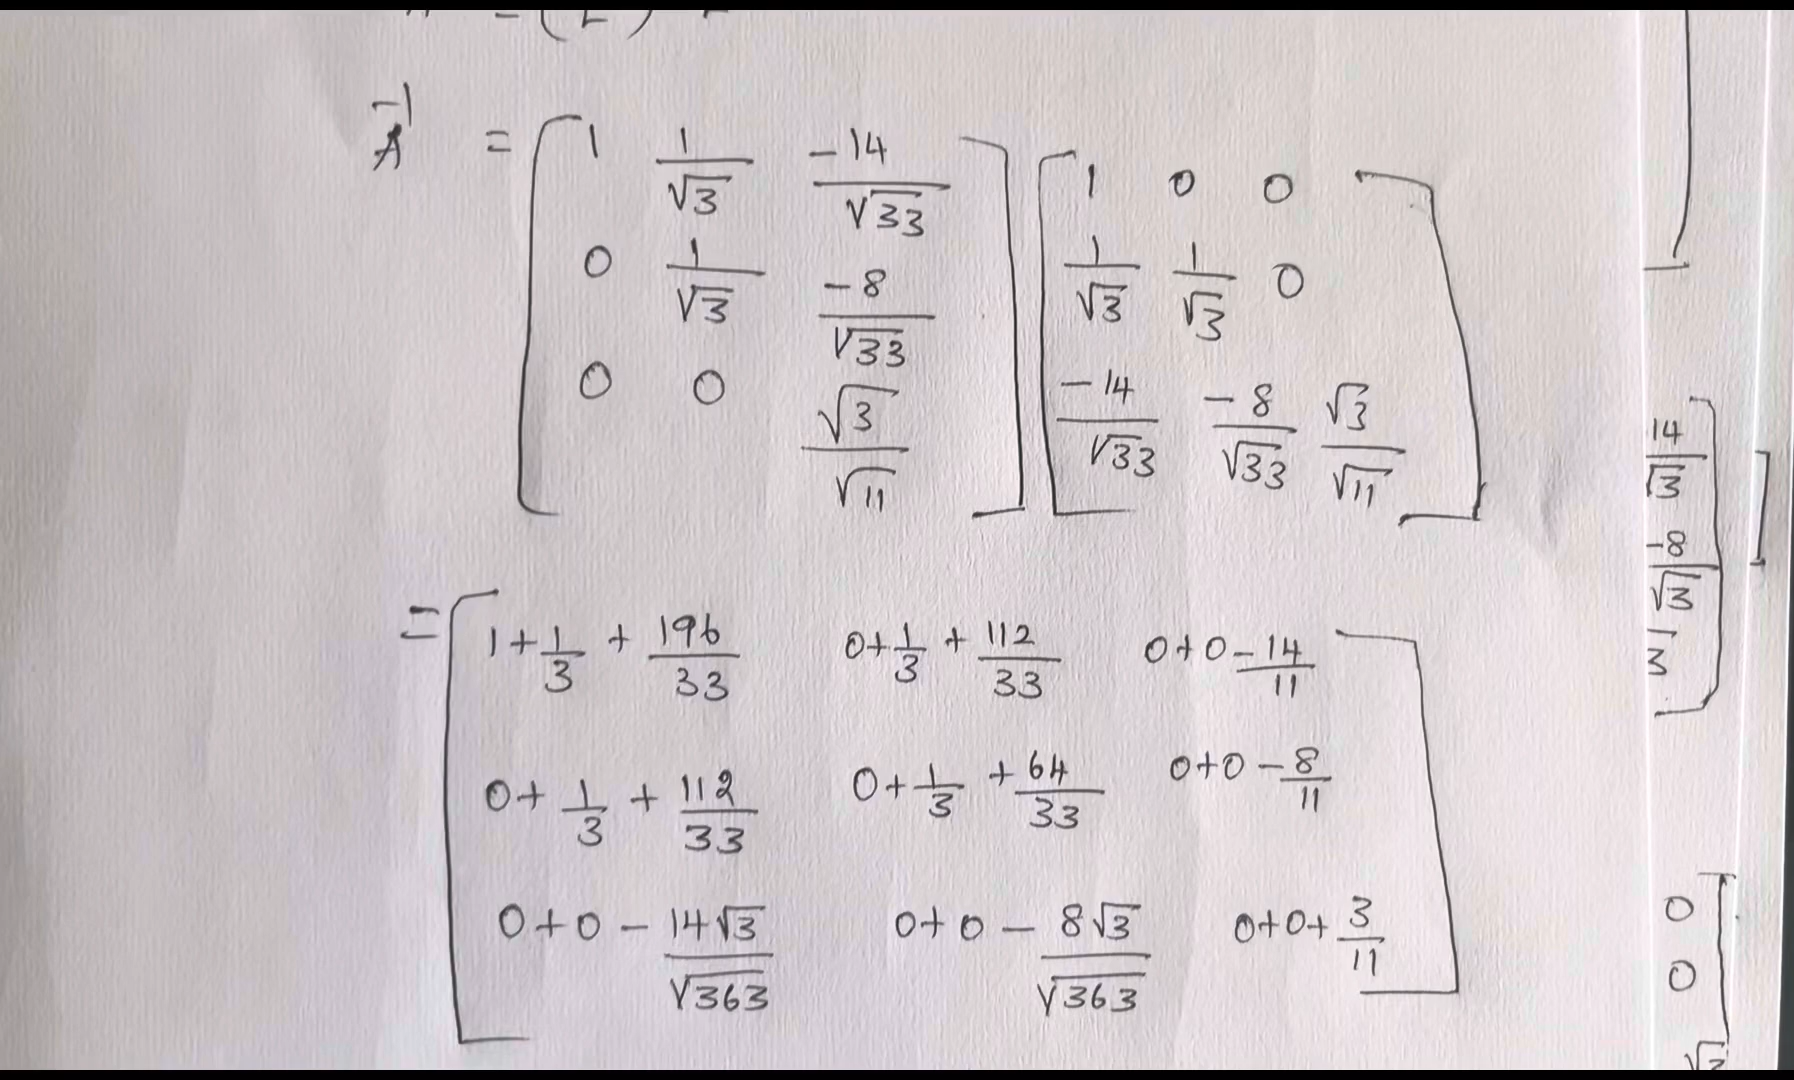 A⁻¹ = [ 1 1/√3 -14/√33 ] [ 1 0 0 ]
[ 0 1/√3 -8/√33 ] [ 1/√3 1/√3 0 ]
[ 0 0 √3/√11 ] [ -14/√33 -8/√33 √3/√11 ]
= [ 1+1/3+196/33 0+1/3+112/33 0+0-14/11 ]
[ 0+1/3+112/33 0+1/3+64/33 0+0-8/11 ]
[ 0+0-14√3/√363 0+0-8√3/√363 0+0+3/11 ]
14/√3
-8/√3
3
0
0